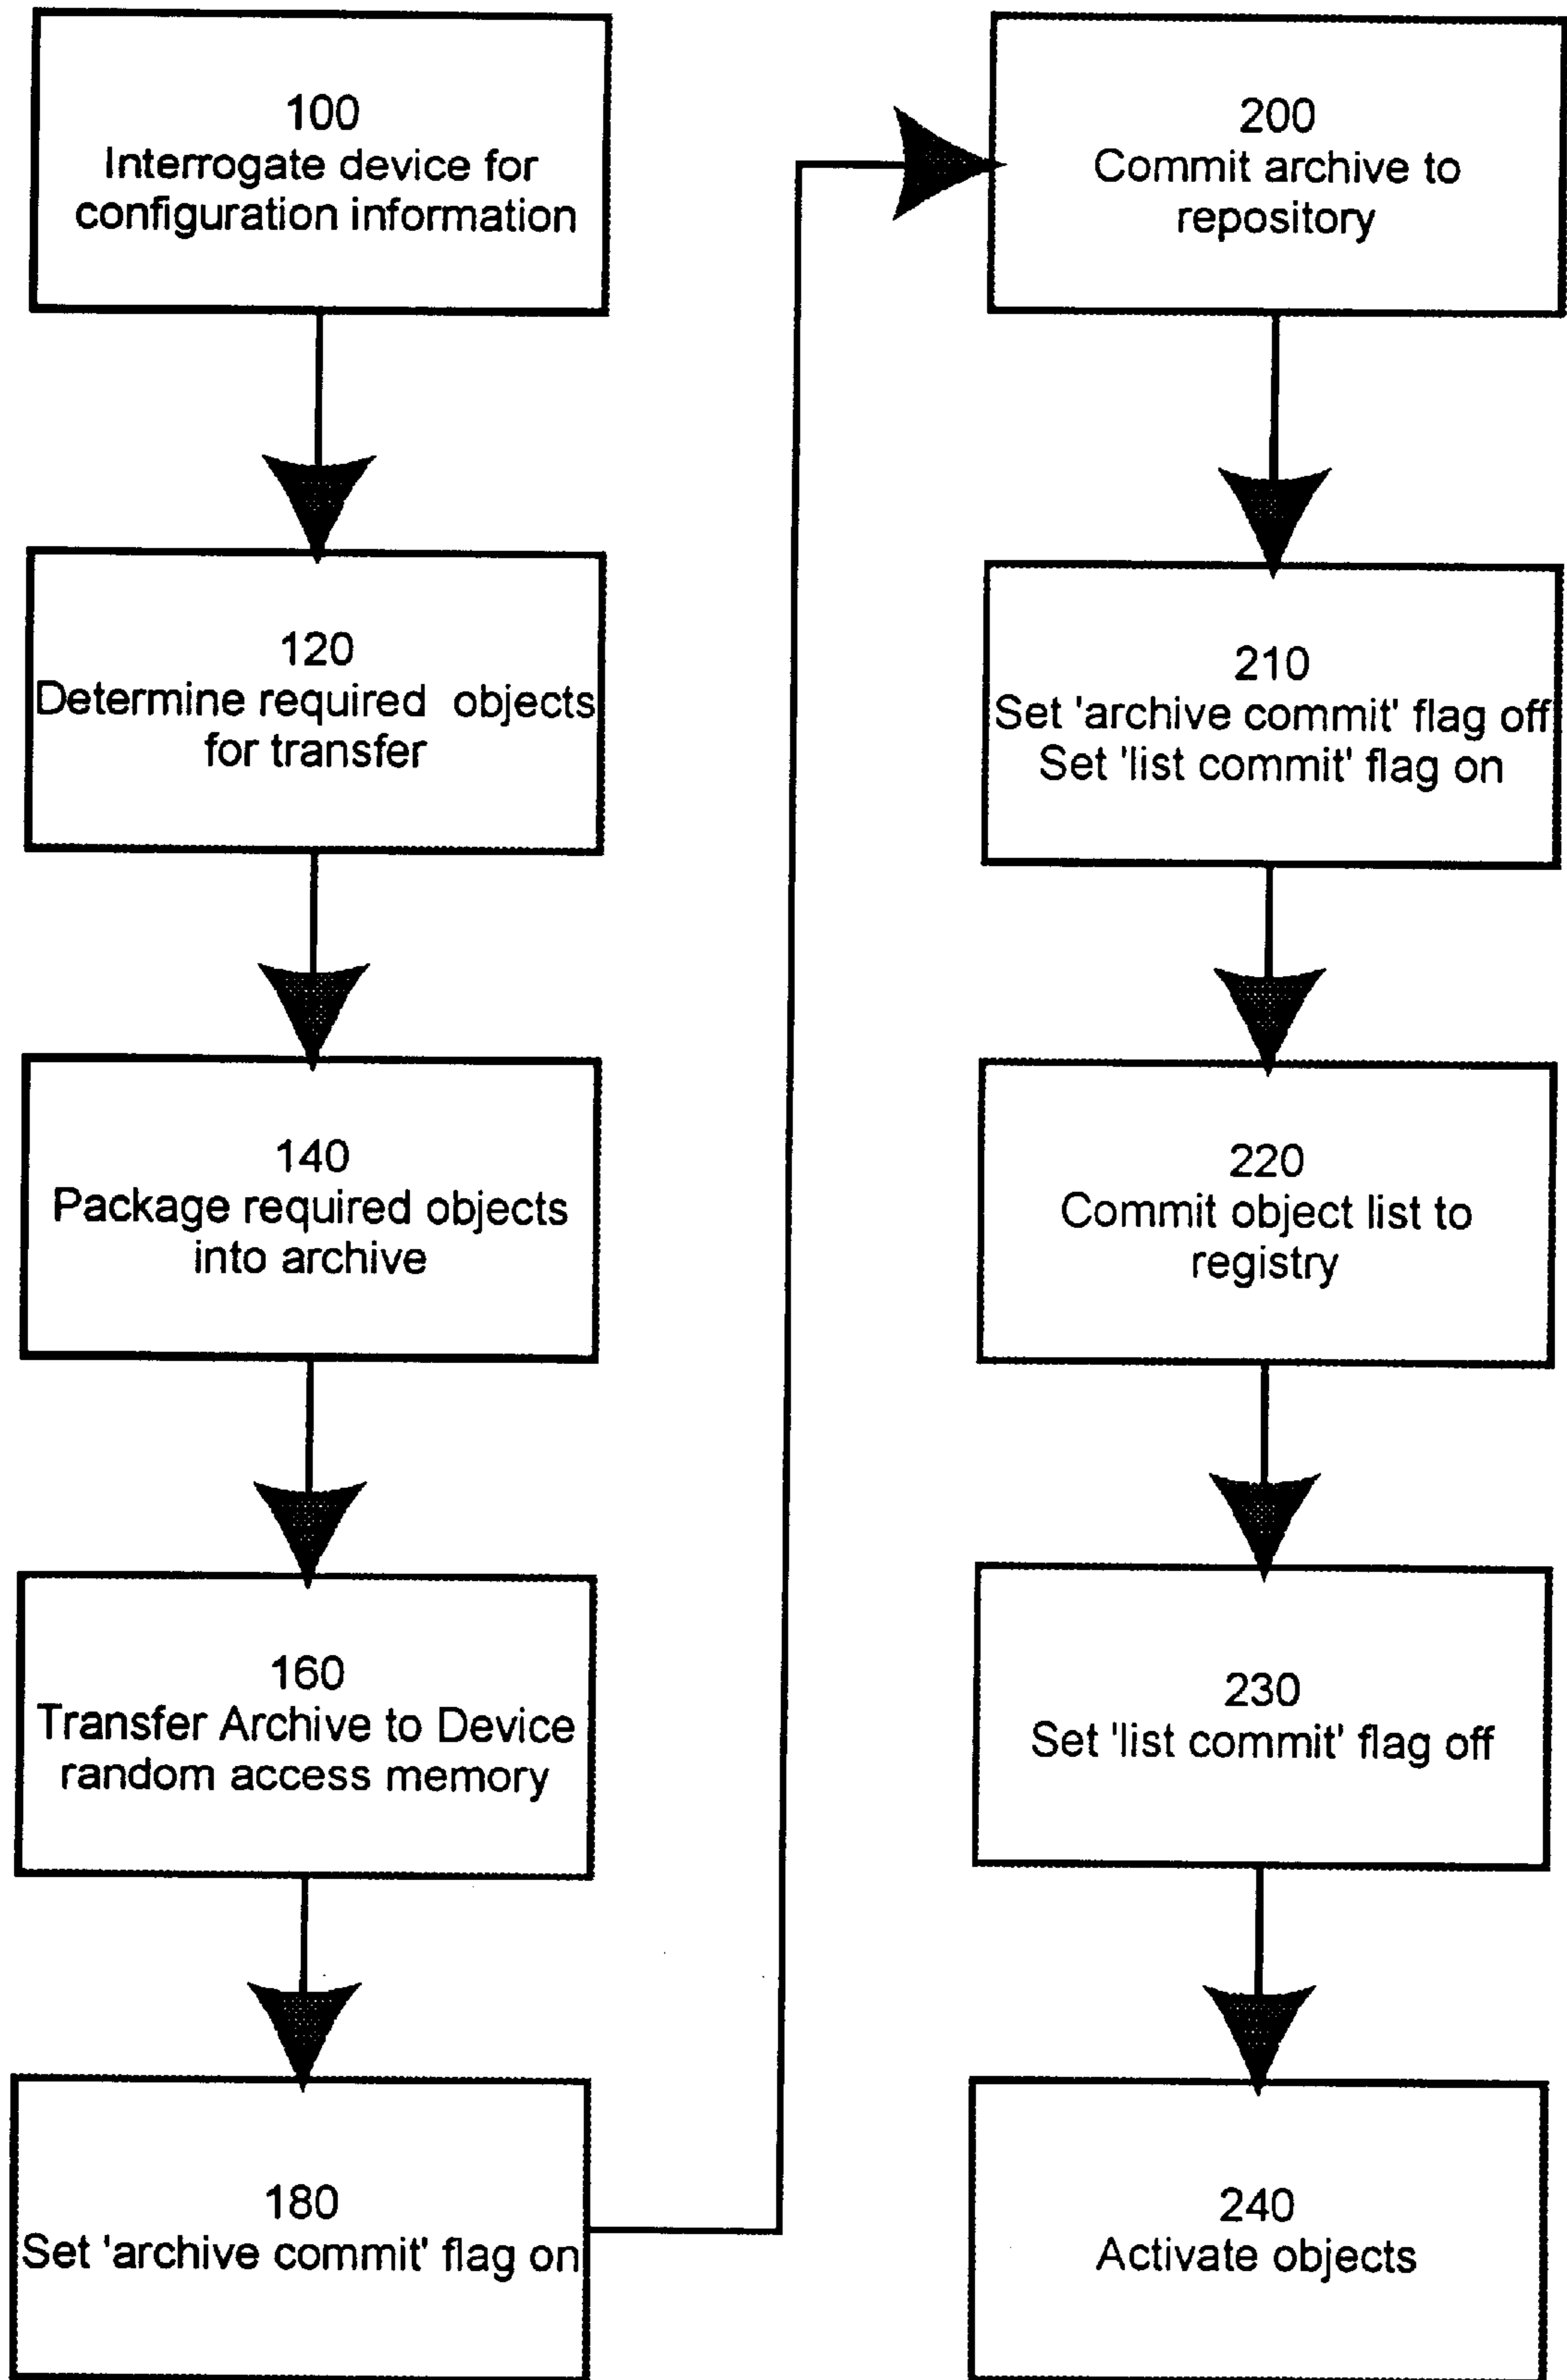 100
Interrogate device for
configuration information
120
Determine required objects
for transfer
140
Package required objects
into archive
160
Transfer Archive to Device
random access memory
180
Set 'archive commit' flag on
200
Commit archive to
repository
210
Set 'archive commit' flag off
Set 'list commit' flag on
220
Commit object list to
registry
230
Set 'list commit' flag off
240
Activate objects